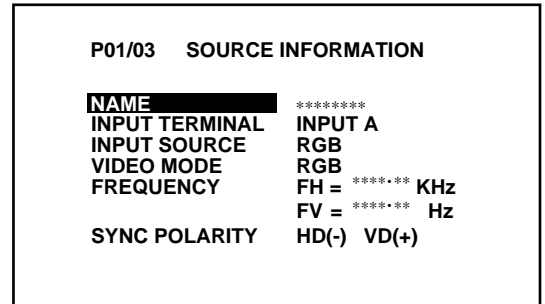 P01/03 SOURCE INFORMATION
NAME ********
INPUT TERMINAL INPUT A
INPUT SOURCE RGB
VIDEO MODE RGB
FREQUENCY FH = ****.** KHz
FV = ****.** Hz
SYNC POLARITY HD(-) VD(+)